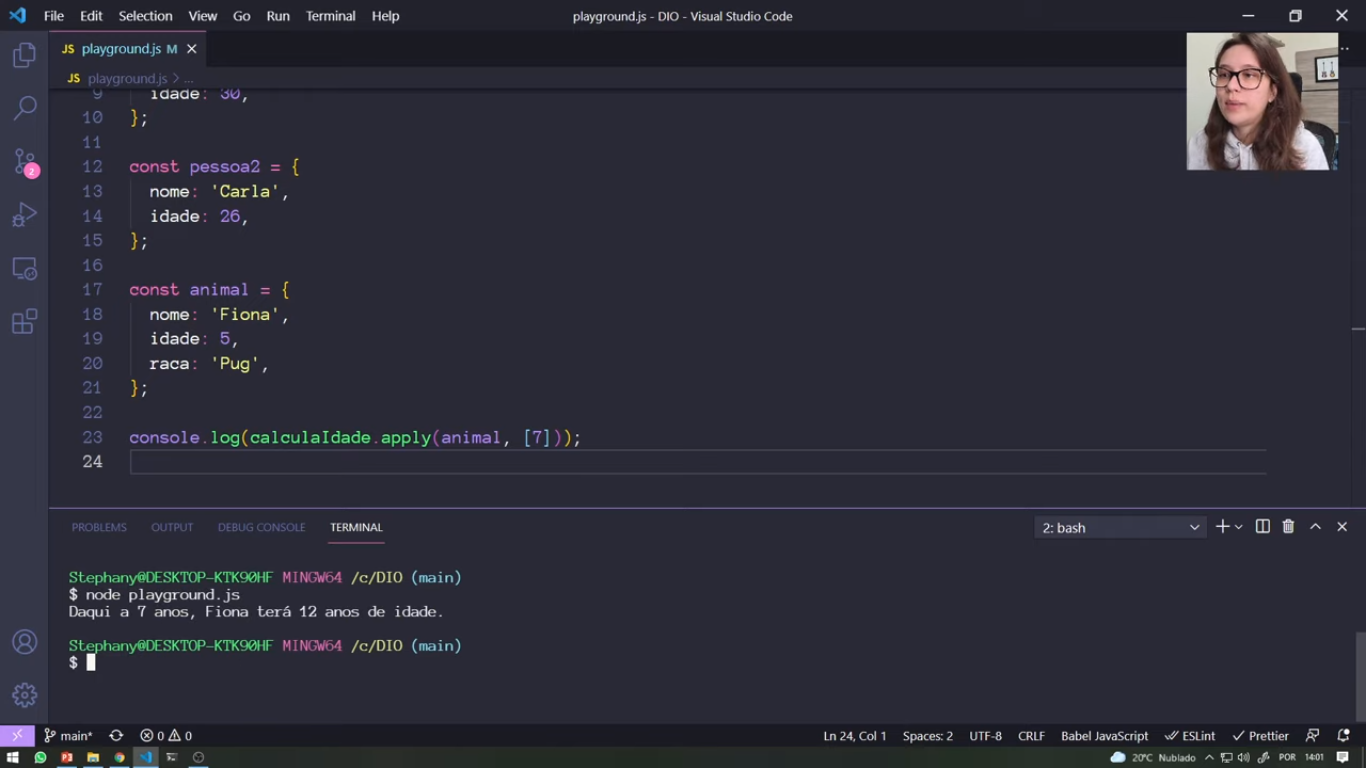 File Edit Selection View Go Run Terminal Help playground.js - DIO - Visual Studio Code
JS playground.js M
JS playground.js > ...
9 idade: 30,
10 };
11
12 const pessoa2 = {
13 nome: 'Carla',
14 idade: 26,
15 };
16
17 const animal = {
18 nome: 'Fiona',
19 idade: 5,
20 raca: 'Pug',
21 };
22
23 console.log(calculaIdade.apply(animal, [7]));
24
2
PROBLEMS OUTPUT DEBUG CONSOLE TERMINAL 2: bash
Stephany@DESKTOP-KTK90HF MINGW64 /c/DIO (main)
$ node playground.js
Daqui a 7 anos, Fiona terá 12 anos de idade.
Stephany@DESKTOP-KTK90HF MINGW64 /c/DIO (main)
$
main* 0 0 Ln 24, Col 1 Spaces: 2 UTF-8 CRLF Babel JavaScript ESLint Prettier
20°C Nublado POR 14:01